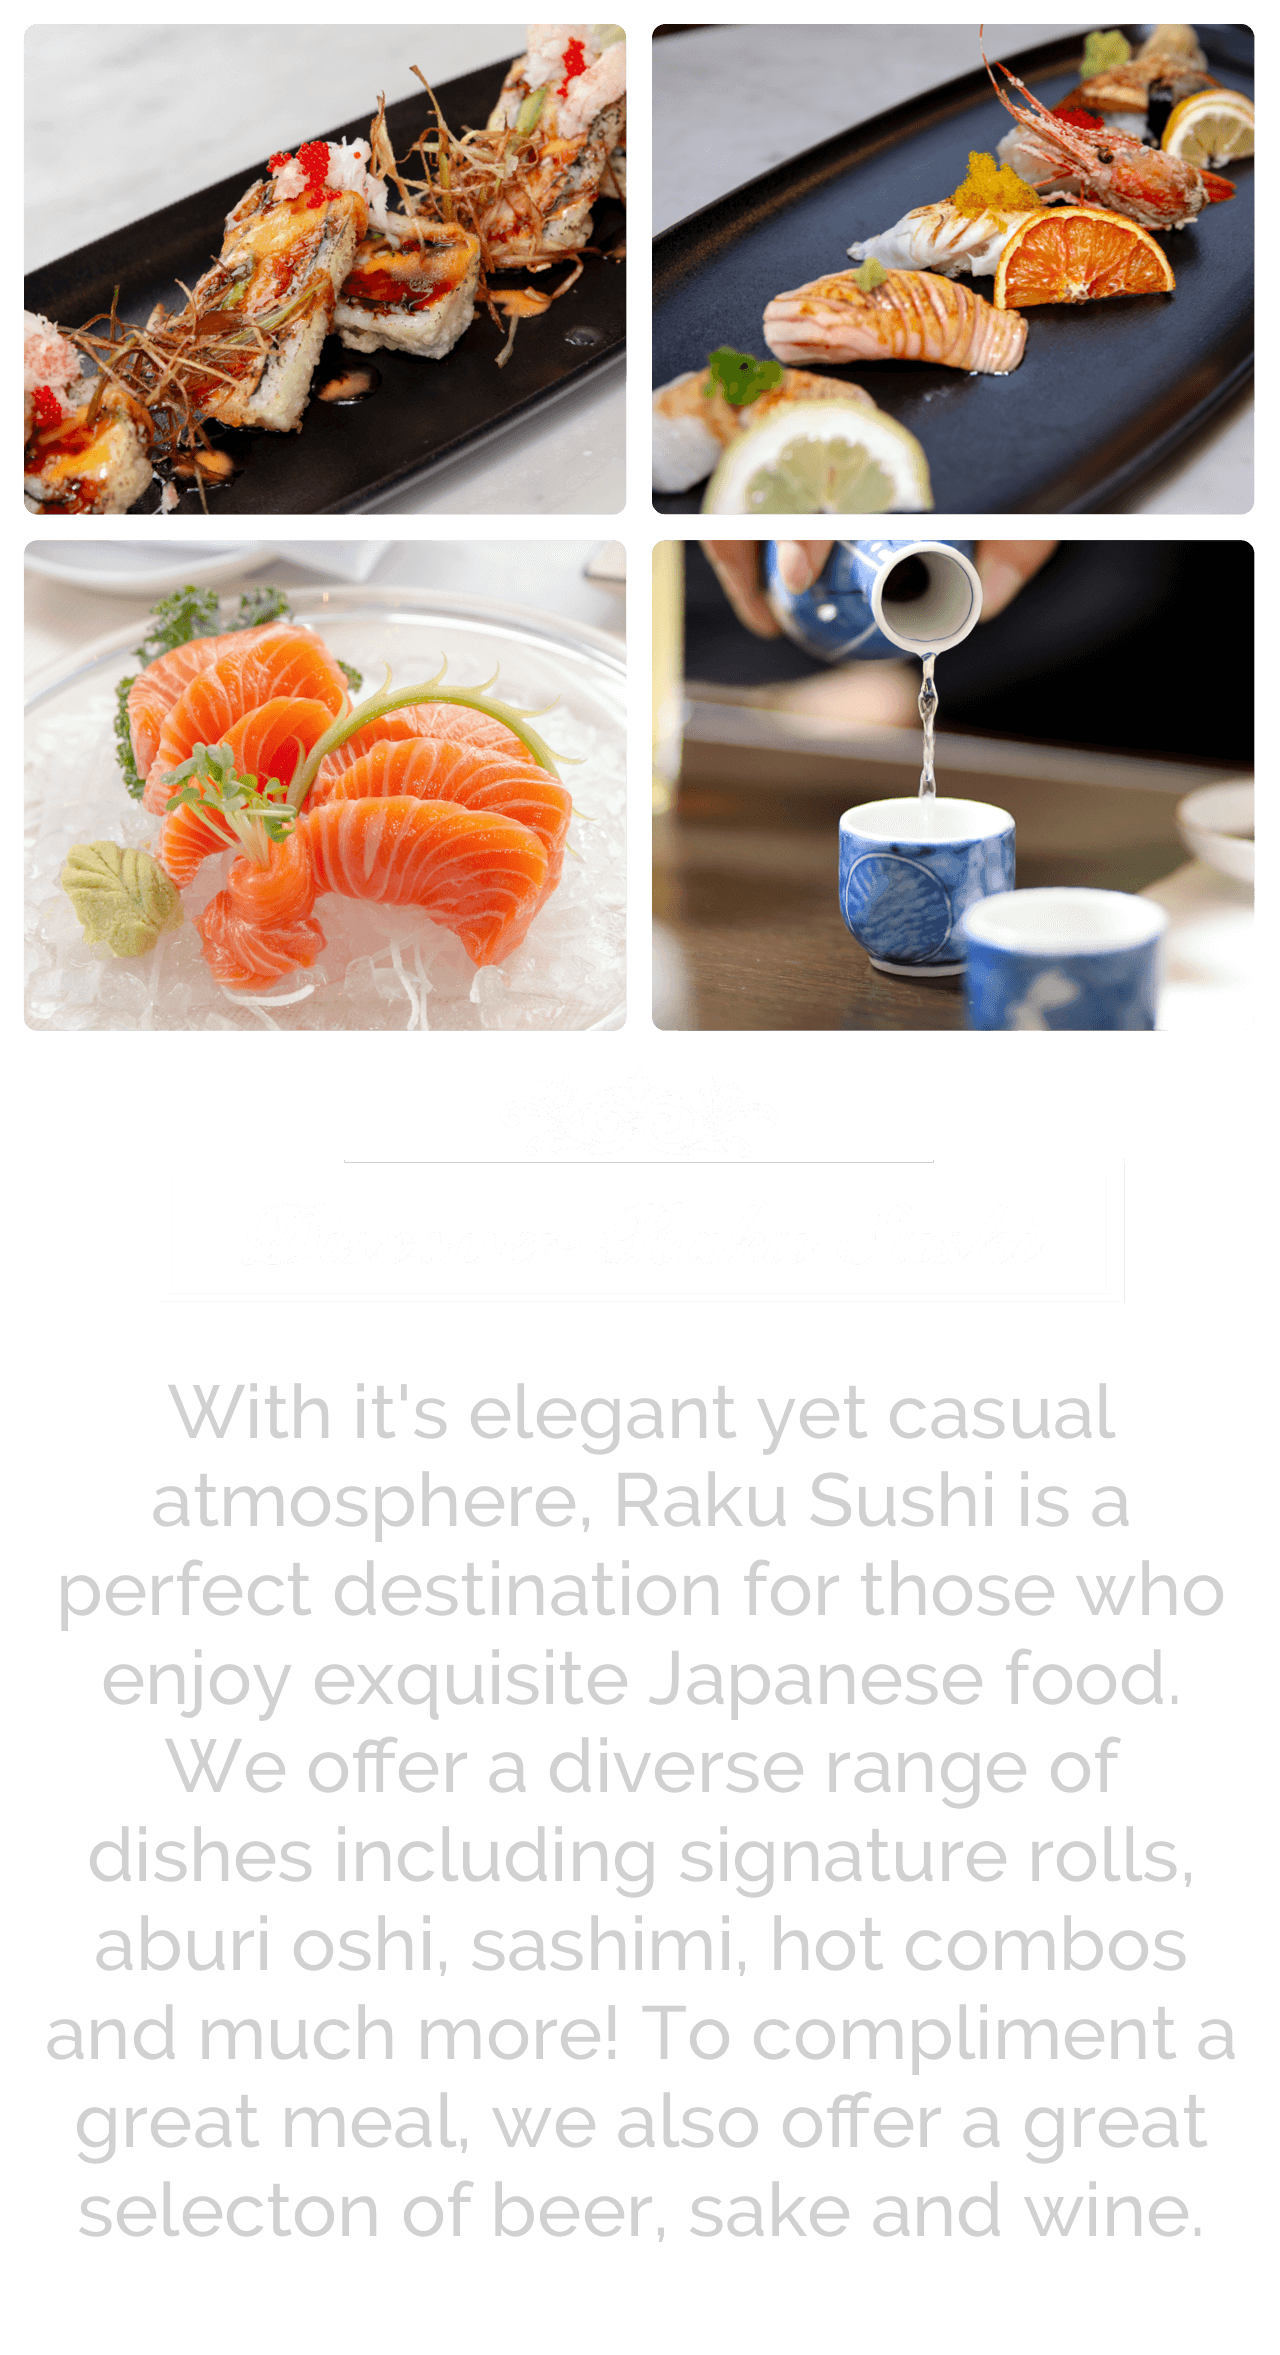 With it's elegant yet casual
atmosphere, Raku Sushi is a
perfect destination for those who
enjoy exquisite Japanese food.
We offer a diverse range of
dishes including signature rolls,
aburi oshi, sashimi, hot combos
and much more! To compliment a
great meal, we also offer a great
selecton of beer, sake and wine.